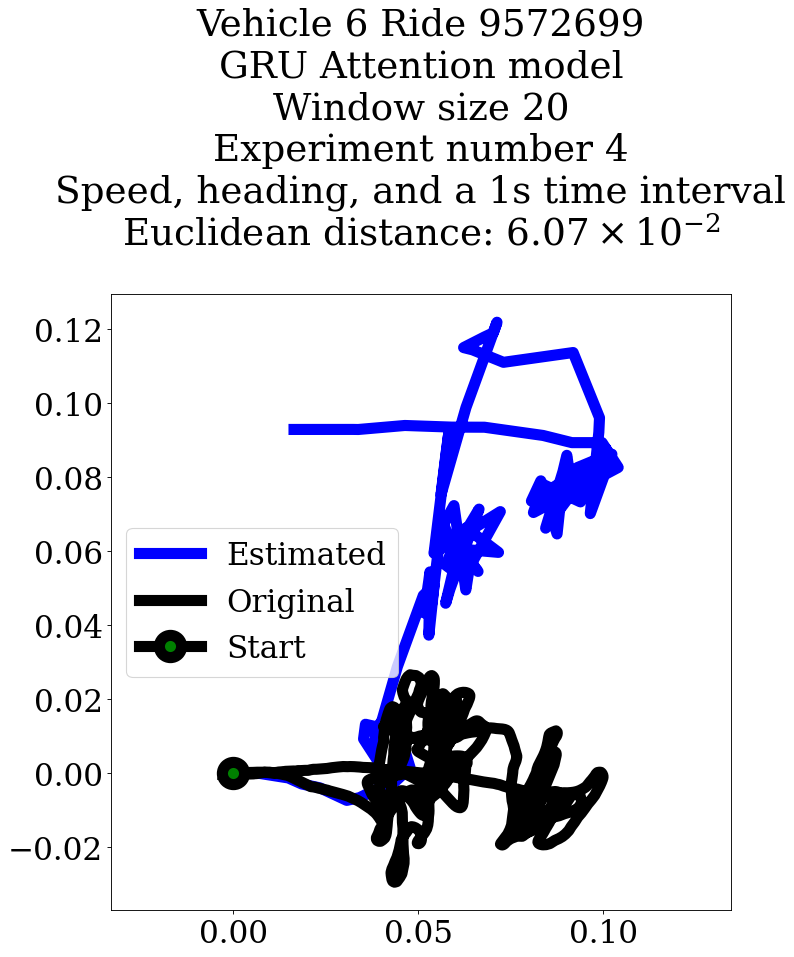 Vehicle 6 Ride 9572699
GRU Attention model
Window size 20
Experiment number 4
Speed, heading, and a 1s time interval
Euclidean distance: 6.07 × 10⁻²
0.12
0.10
0.08
0.06
0.04
0.02
0.00
−0.02
Estimated
Original
Start
0.00 0.05 0.10